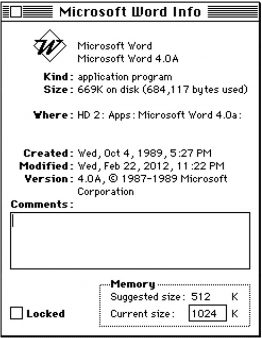 Microsoft Word Info
Microsoft Word
Microsoft Word 4.0A
Kind: application program
Size: 669K on disk (684,117 bytes used)
Where: HD 2: Apps: Microsoft Word 4.0a:
Created: Wed, Oct 4, 1989, 5:27 PM
Modified: Wed, Feb 22, 2012, 11:22 PM
Version: 4.0A, © 1987-1989 Microsoft
Corporation
Comments:
Locked
Memory
Suggested size: 512 K
Current size: 1024 K